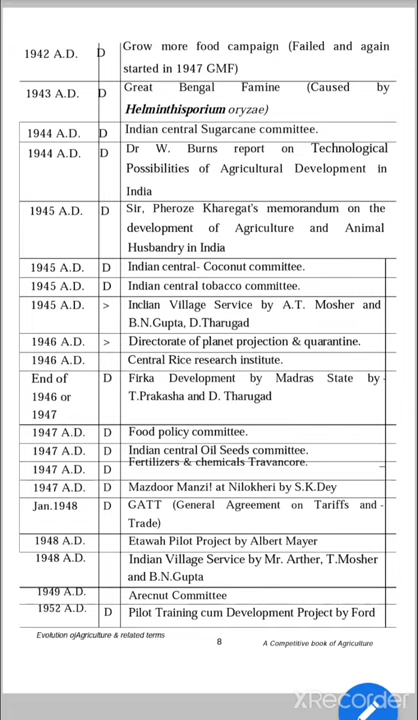 1942 A.D. D Grow more food campaign (Failed and again
started in 1947 GMF)
1943 A.D. D Great Bengal Famine (Caused by
Helminthisporium oryzae)
1944 A.D. D Indian central Sugarcane committee.
1944 A.D. D Dr W. Burns report on Technological
Possibilities of Agricultural Development in
India
1945 A.D. D Sir, Pheroze Kharegat's memorandum on the
development of Agriculture and Animal
Husbandry in India
1945 A.D. D Indian central- Coconut committee.
1945 A.D. D Indian central tobacco committee.
1945 A.D. > Inclian Village Service by A.T. Mosher and
B.N.Gupta, D.Tharugad
1946 A.D. > Directorate of planet projection & quarantine.
1946 A.D. Central Rice research institute.
End of D Firka Development by Madras State by -
1946 or T.Prakasha and D. Tharugad
1947
1947 A.D. D Food policy committee.
1947 A.D. D Indian central Oil Seeds committee.
1947 A.D. D Fertilizers & chemicals Travancore. –
1947 A.D. D Mazdoor Manzi! at Nilokheri by S.K.Dey
Jan.1948 D GATT (General Agreement on Tariffs and -
Trade)
1948 A.D. Etawah Pilot Project by Albert Mayer
1948 A.D. Indian Village Service by Mr. Arther, T.Mosher
and B.N.Gupta
1949 A.D. Arecnut Committee
1952 A.D. D Pilot Training cum Development Project by Ford
Evolution ojAgriculture & related terms 8 A Competitive book of Agriculture
XRecorder